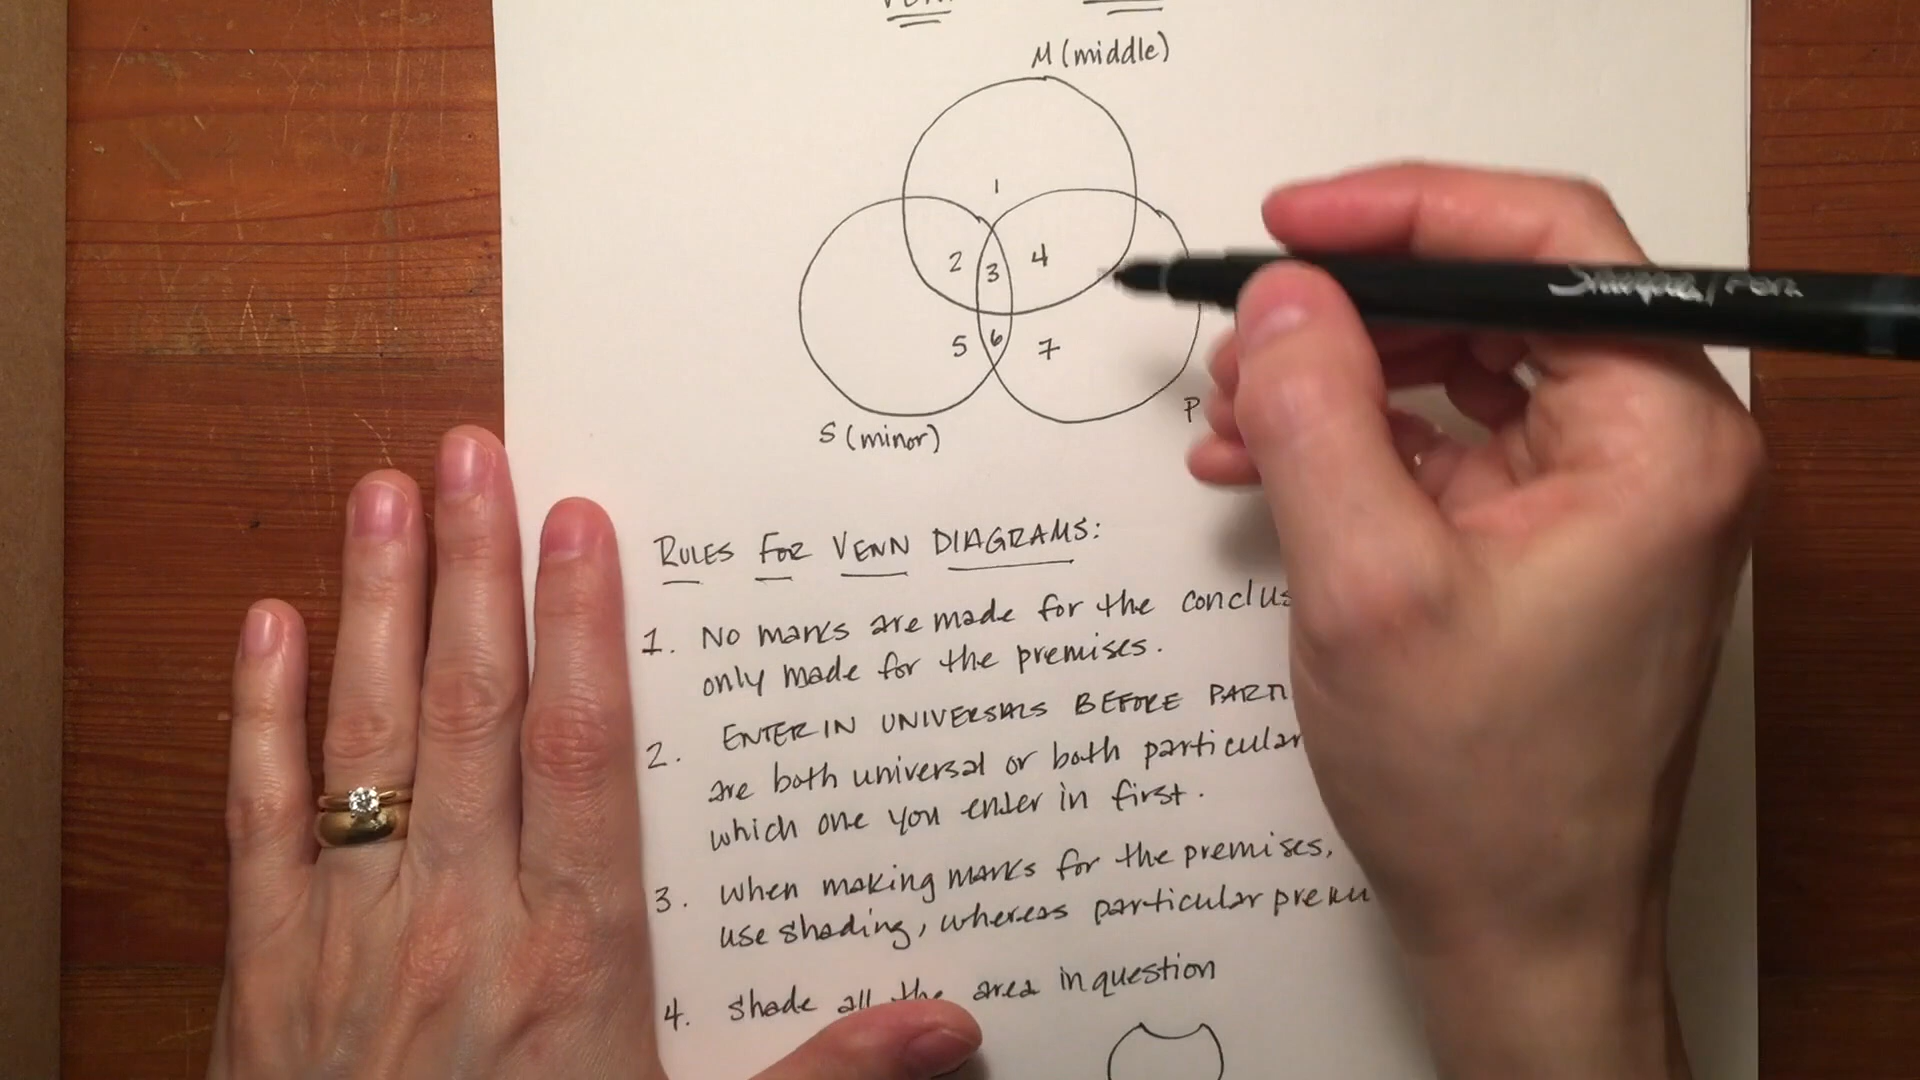 M (middle)
1
2
3
4
5
6
7
P
S (minor)
RULES FOR VENN DIAGRAMS:
1. No marks are made for the
only made for the premises.
2. ENTER IN UNIVERSALS BEFORE
are both universal or both particular
which one you enter in first.
3. When making marks for the premises,
use shading, whereas particular
4. Shade all the area in question